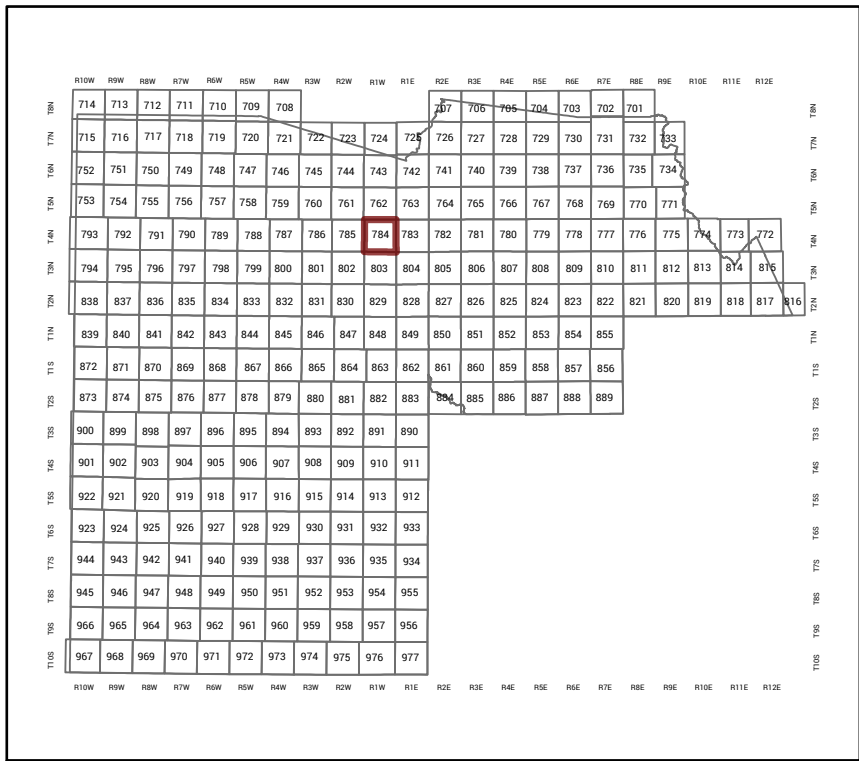 R10W R9W R8W R7W R6W R5W R4W R3W R2W R1W R1E R2E R3E R4E R5E R6E R7E R8E R9E R10E R11E R12E
T8N 714 713 712 711 710 709 708 707 706 705 704 703 702 701 T8N
T7N 715 716 717 718 719 720 721 722 723 724 725 726 727 728 729 730 731 732 733 T7N
T6N 752 751 750 749 748 747 746 745 744 743 742 741 740 739 738 737 736 735 734 T6N
T5N 753 754 755 756 757 758 759 760 761 762 763 764 765 766 767 768 769 770 771 T5N
T4N 793 792 791 790 789 788 787 786 785 784 783 782 781 780 779 778 777 776 775 774 773 772 T4N
T3N 794 795 796 797 798 799 800 801 802 803 804 805 806 807 808 809 810 811 812 813 814 815 T3N
T2N 838 837 836 835 834 833 832 831 830 829 828 827 826 825 824 823 822 821 820 819 818 817 816 T2N
T1N 839 840 841 842 843 844 845 846 847 848 849 850 851 852 853 854 855 T1N
T1S 872 871 870 869 868 867 866 865 864 863 862 861 860 859 858 857 856 T1S
T2S 873 874 875 876 877 878 879 880 881 882 883 884 885 886 887 888 889 T2S
T3S 900 899 898 897 896 895 894 893 892 891 890 T3S
T4S 901 902 903 904 905 906 907 908 909 910 911 T4S
T5S 922 921 920 919 918 917 916 915 914 913 912 T5S
T6S 923 924 925 926 927 928 929 930 931 932 933 T6S
T7S 944 943 942 941 940 939 938 937 936 935 934 T7S
T8S 945 946 947 948 949 950 951 952 953 954 955 T8S
T9S 966 965 964 963 962 961 960 959 958 957 956 T9S
T10S 967 968 969 970 971 972 973 974 975 976 977 T10S
R10W R9W R8W R7W R6W R5W R4W R3W R2W R1W R1E R2E R3E R4E R5E R6E R7E R8E R9E R10E R11E R12E